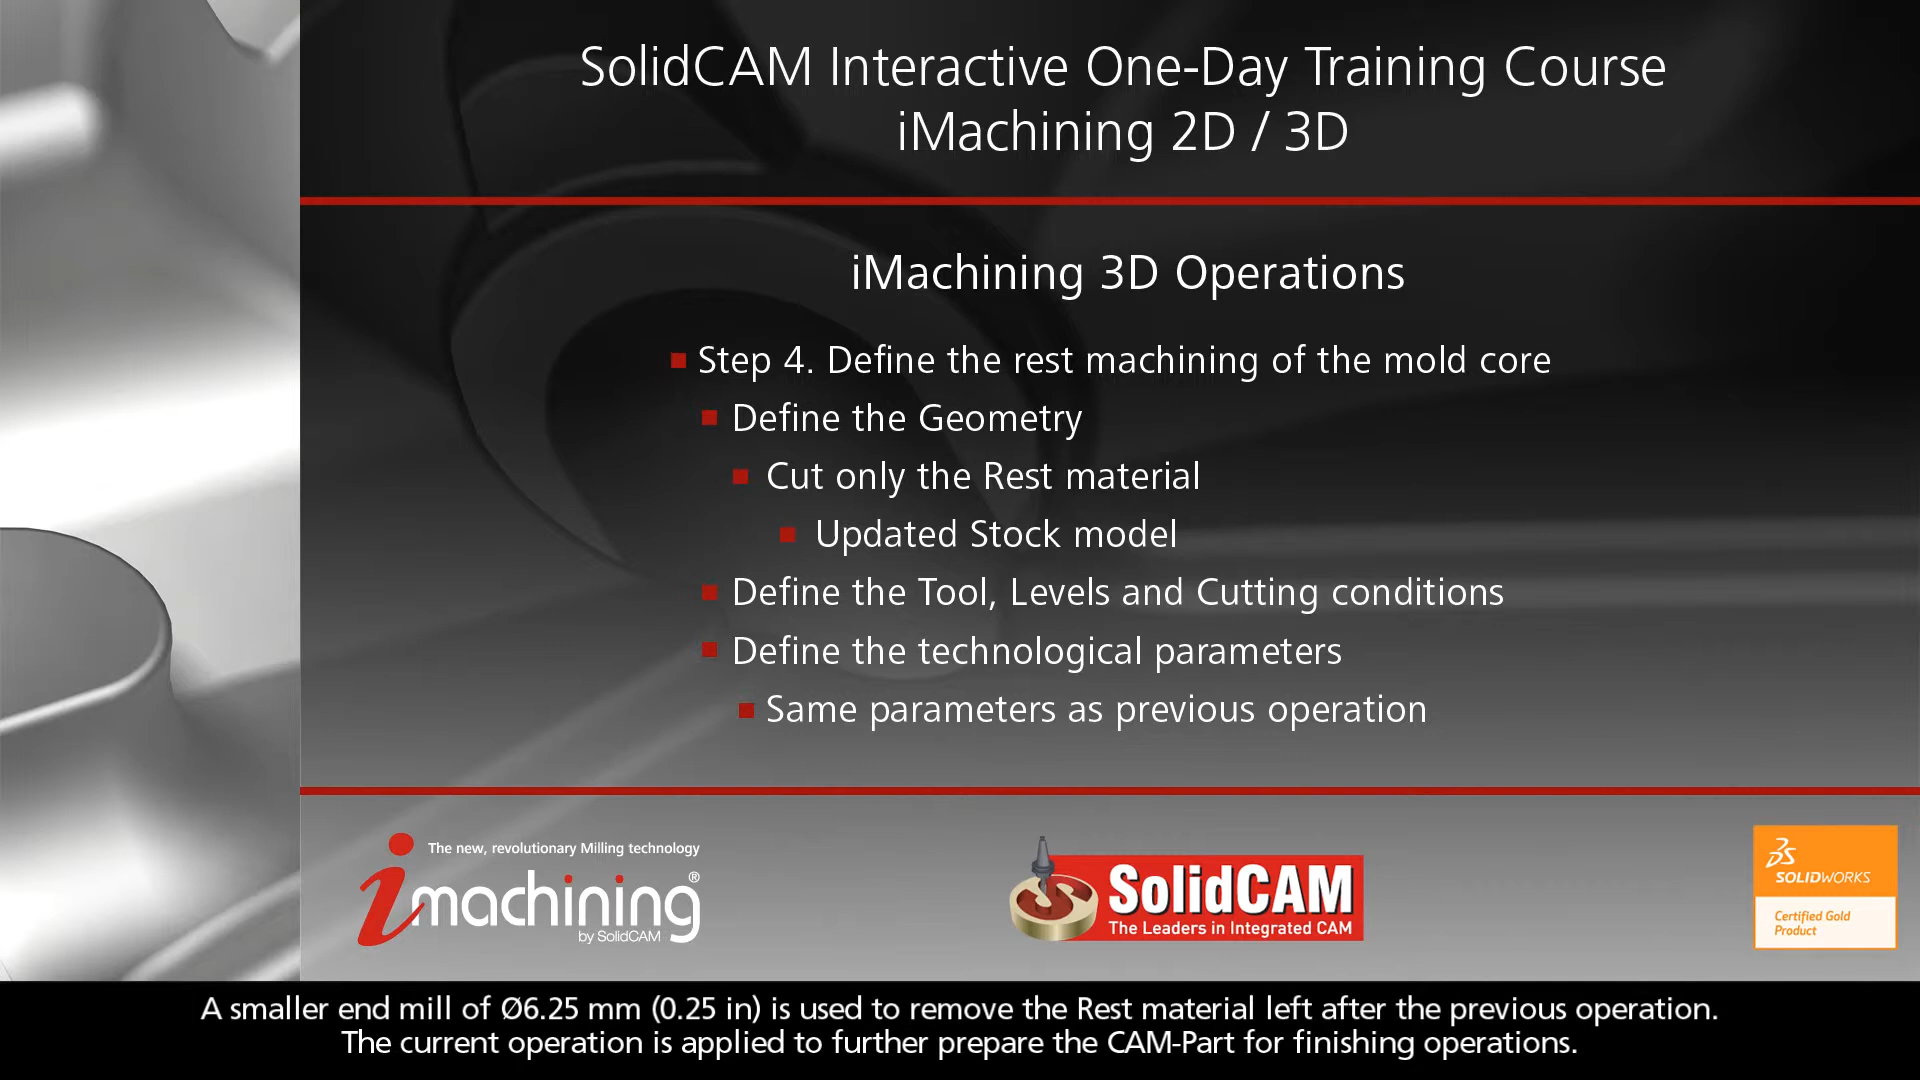 SolidCAM Interactive One-Day Training Course
iMachining 2D / 3D
iMachining 3D Operations
Step 4. Define the rest machining of the mold core
Define the Geometry
Cut only the Rest material
Updated Stock model
Define the Tool, Levels and Cutting conditions
Define the technological parameters
Same parameters as previous operation
The new, revolutionary Milling technology
imachining®
by SolidCAM
SolidCAM
The Leaders in Integrated CAM
SOLIDWORKS
Certified Gold
Product
A smaller end mill of Ø6.25 mm (0.25 in) is used to remove the Rest material left after the previous operation.
The current operation is applied to further prepare the CAM-Part for finishing operations.